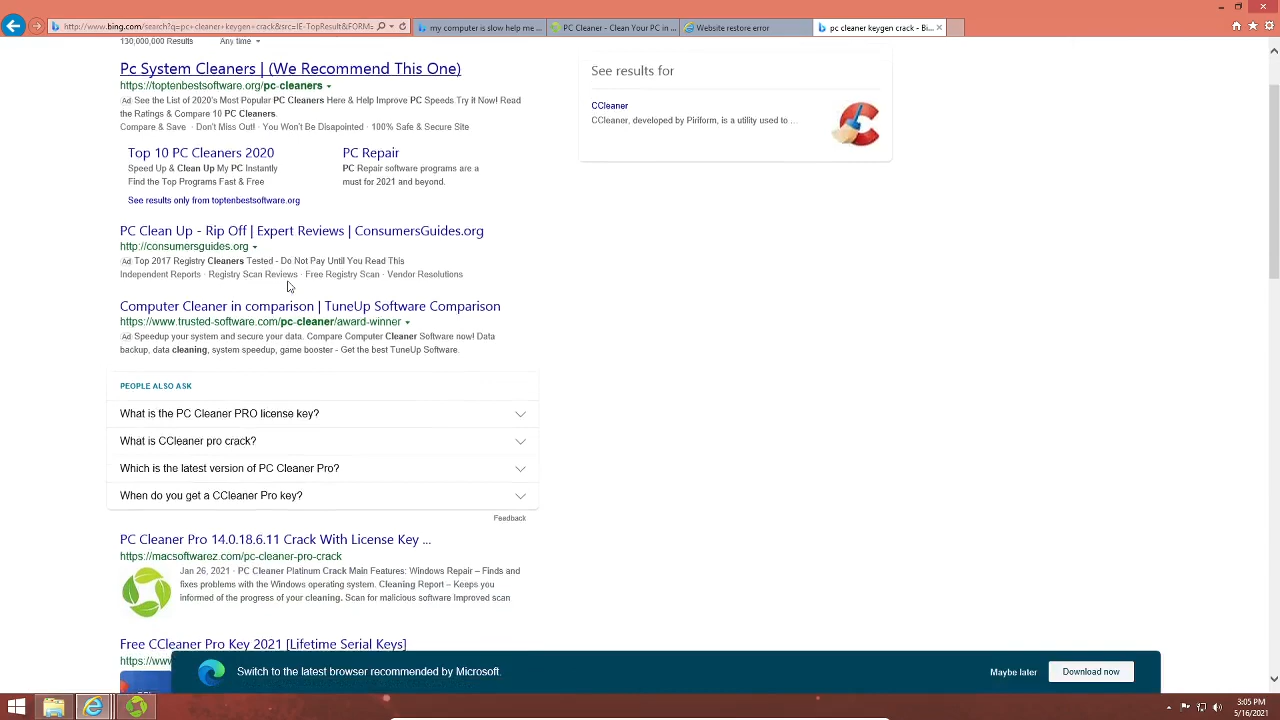 http://www.bing.com/search?q=pc+cleaner+keygen+crack&src=IE-TopResult&FORM=
my computer is slow help me ...
PC Cleaner - Clean Your PC in ...
Website restore error
pc cleaner keygen crack - Bi...
130,000,000 Results
Any time
Pc System Cleaners | (We Recommend This One)
https://toptenbestsoftware.org/pc-cleaners
Ad See the List of 2020's Most Popular PC Cleaners Here & Help Improve PC Speeds Try it Now! Read
the Ratings & Compare 10 PC Cleaners.
Compare & Save · Don't Miss Out! · You Won't Be Disapointed · 100% Safe & Secure Site
Top 10 PC Cleaners 2020
Speed Up & Clean Up My PC Instantly
Find the Top Programs Fast & Free
PC Repair
PC Repair software programs are a
must for 2021 and beyond.
See results only from toptenbestsoftware.org
PC Clean Up - Rip Off | Expert Reviews | ConsumersGuides.org
http://consumersguides.org
Ad Top 2017 Registry Cleaners Tested - Do Not Pay Until You Read This
Independent Reports · Registry Scan Reviews · Free Registry Scan · Vendor Resolutions
Computer Cleaner in comparison | TuneUp Software Comparison
https://www.trusted-software.com/pc-cleaner/award-winner
Ad Speedup your system and secure your data. Compare Computer Cleaner Software now! Data
backup, data cleaning, system speedup, game booster - Get the best TuneUp Software.
PEOPLE ALSO ASK
What is the PC Cleaner PRO license key?
What is CCleaner pro crack?
Which is the latest version of PC Cleaner Pro?
When do you get a CCleaner Pro key?
Feedback
PC Cleaner Pro 14.0.18.6.11 Crack With License Key ...
https://macsoftwarez.com/pc-cleaner-pro-crack
Jan 26, 2021 · PC Cleaner Platinum Crack Main Features: Windows Repair – Finds and
fixes problems with the Windows operating system. Cleaning Report – Keeps you
informed of the progress of your cleaning. Scan for malicious software Improved scan
Free CCleaner Pro Key 2021 [Lifetime Serial Keys]
https://www
See results for
CCleaner
CCleaner, developed by Piriform, is a utility used to ...
Switch to the latest browser recommended by Microsoft.
Maybe later
Download now
3:05 PM
5/16/2021